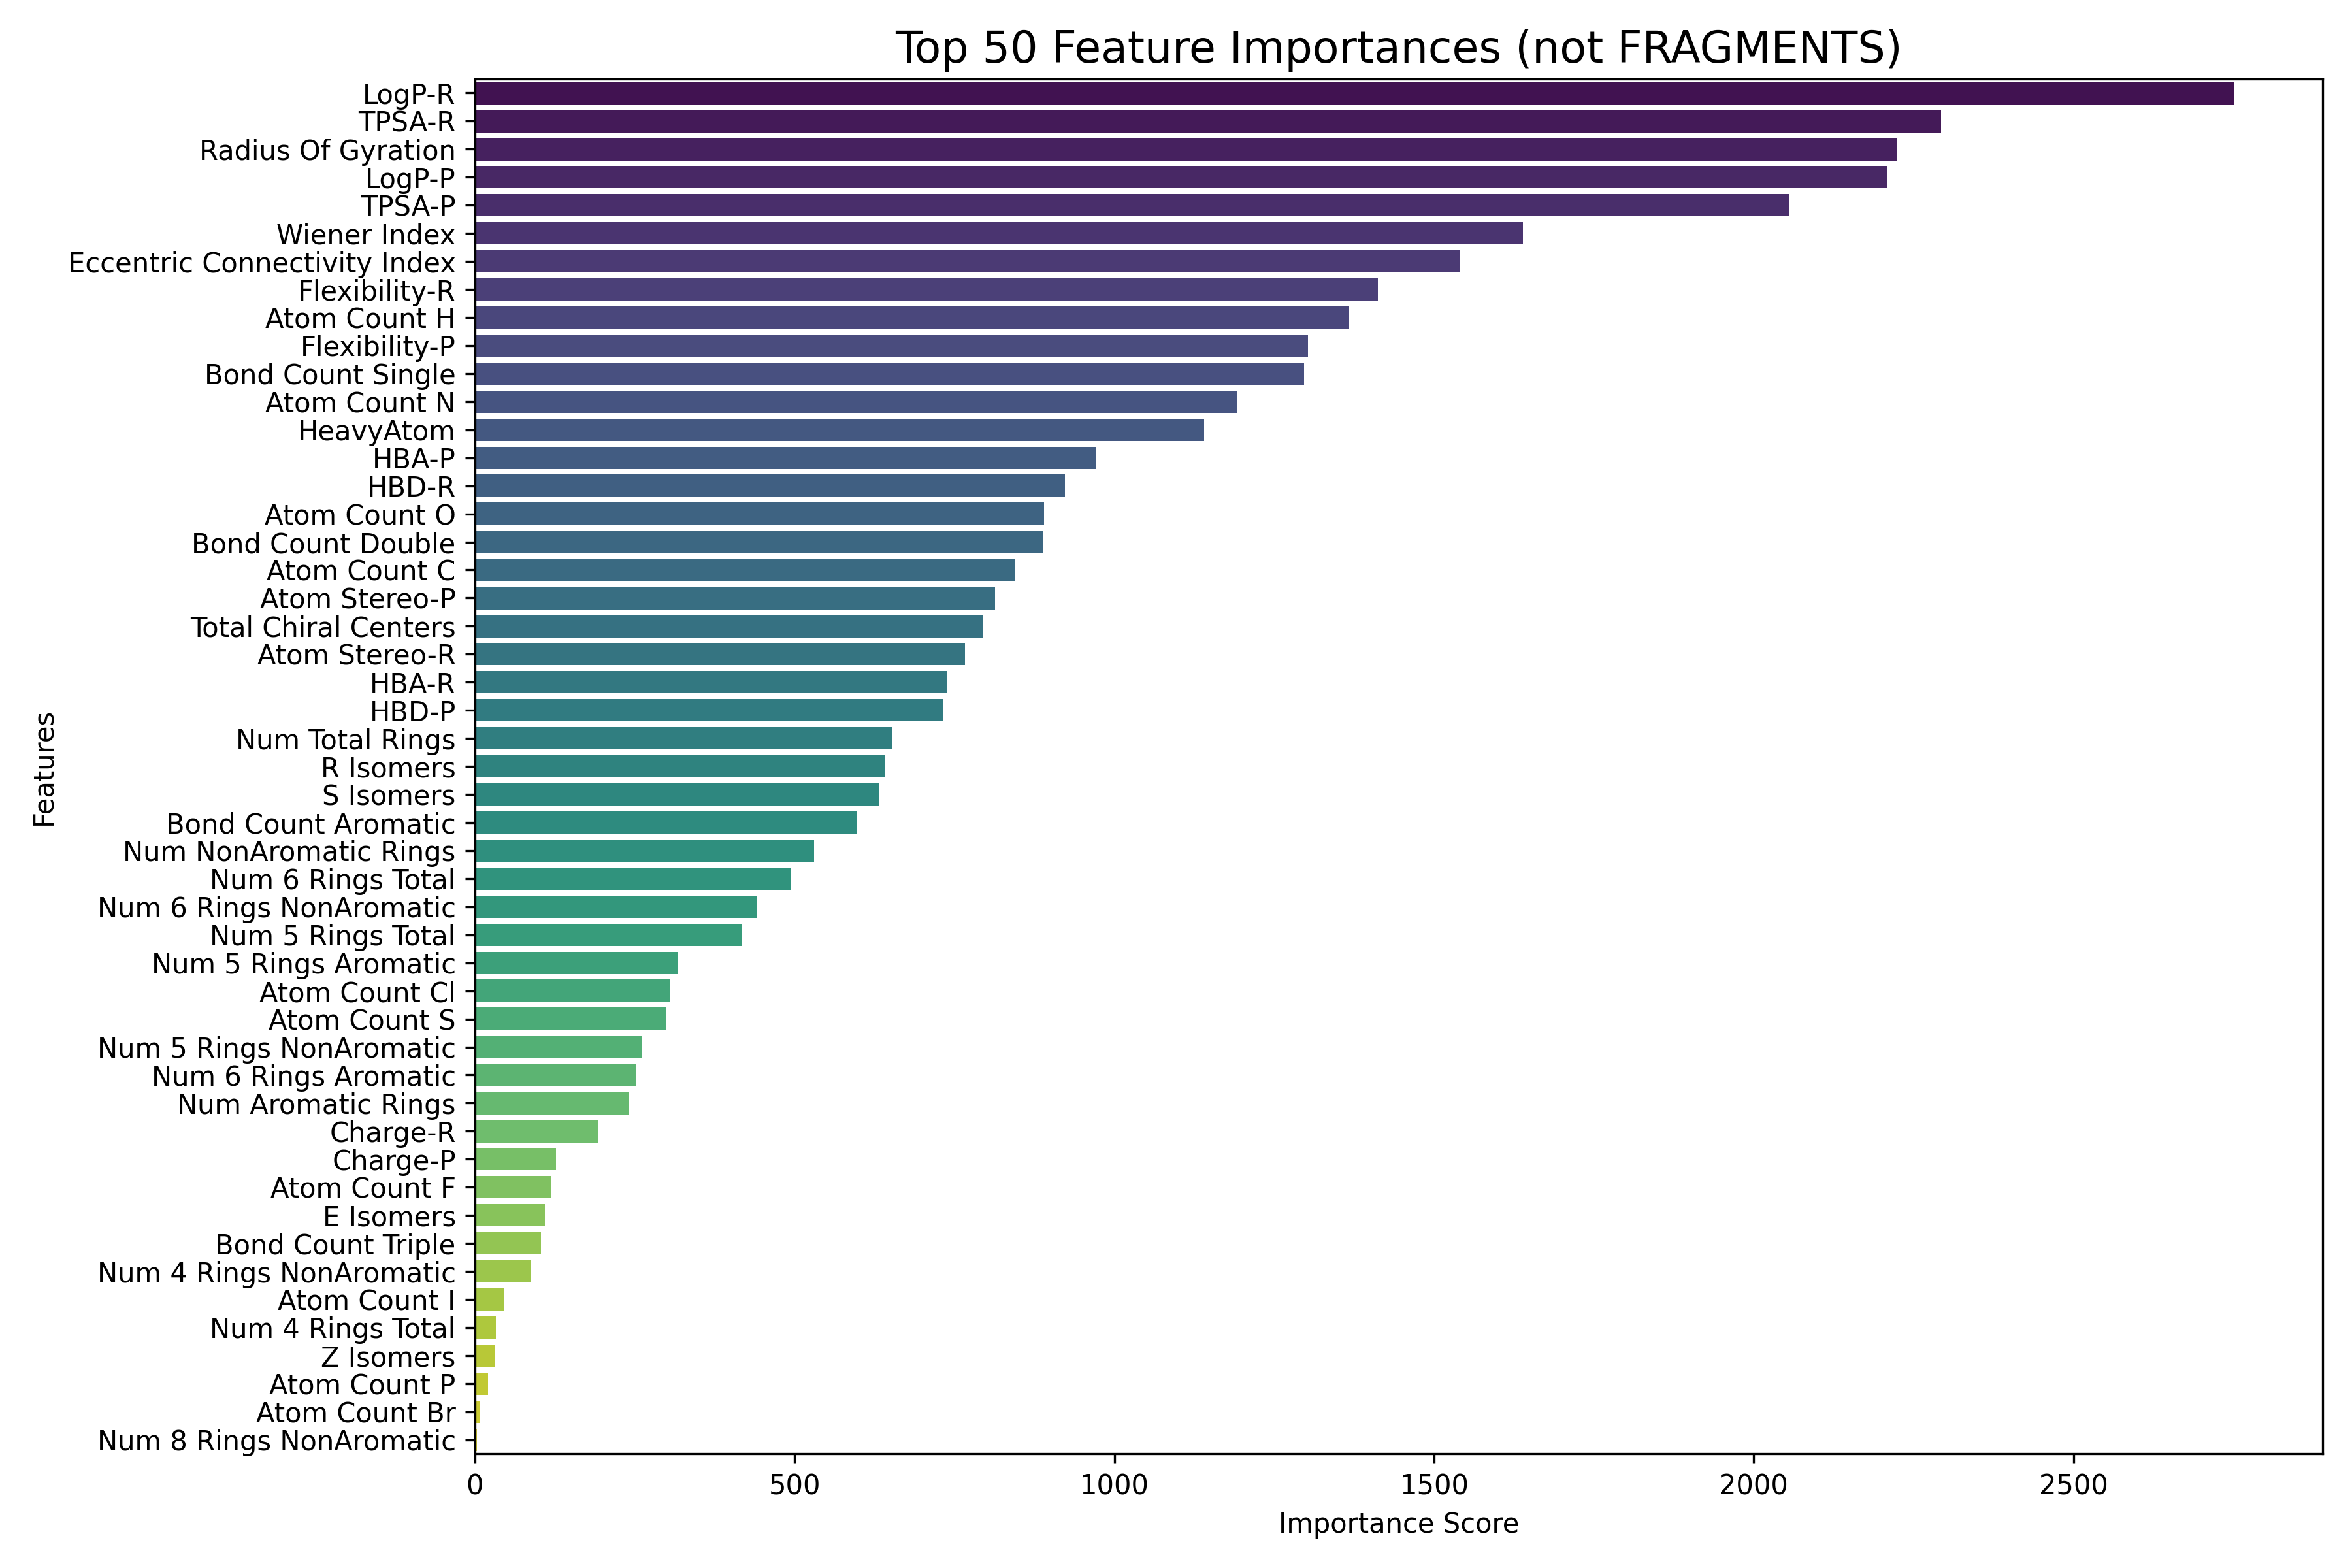 Top 50 Feature Importances (not FRAGMENTS)
LogP-R
TPSA-R
Radius Of Gyration
LogP-P
TPSA-P
Wiener Index
Eccentric Connectivity Index
Flexibility-R
Atom Count H
Flexibility-P
Bond Count Single
Atom Count N
HeavyAtom
HBA-P
HBD-R
Atom Count O
Bond Count Double
Atom Count C
Atom Stereo-P
Total Chiral Centers
Atom Stereo-R
HBA-R
HBD-P
Num Total Rings
R Isomers
S Isomers
Bond Count Aromatic
Num NonAromatic Rings
Num 6 Rings Total
Num 6 Rings NonAromatic
Num 5 Rings Total
Num 5 Rings Aromatic
Atom Count Cl
Atom Count S
Num 5 Rings NonAromatic
Num 6 Rings Aromatic
Num Aromatic Rings
Charge-R
Charge-P
Atom Count F
E Isomers
Bond Count Triple
Num 4 Rings NonAromatic
Atom Count I
Num 4 Rings Total
Z Isomers
Atom Count P
Atom Count Br
Num 8 Rings NonAromatic
Features
0 500 1000 1500 2000 2500
Importance Score